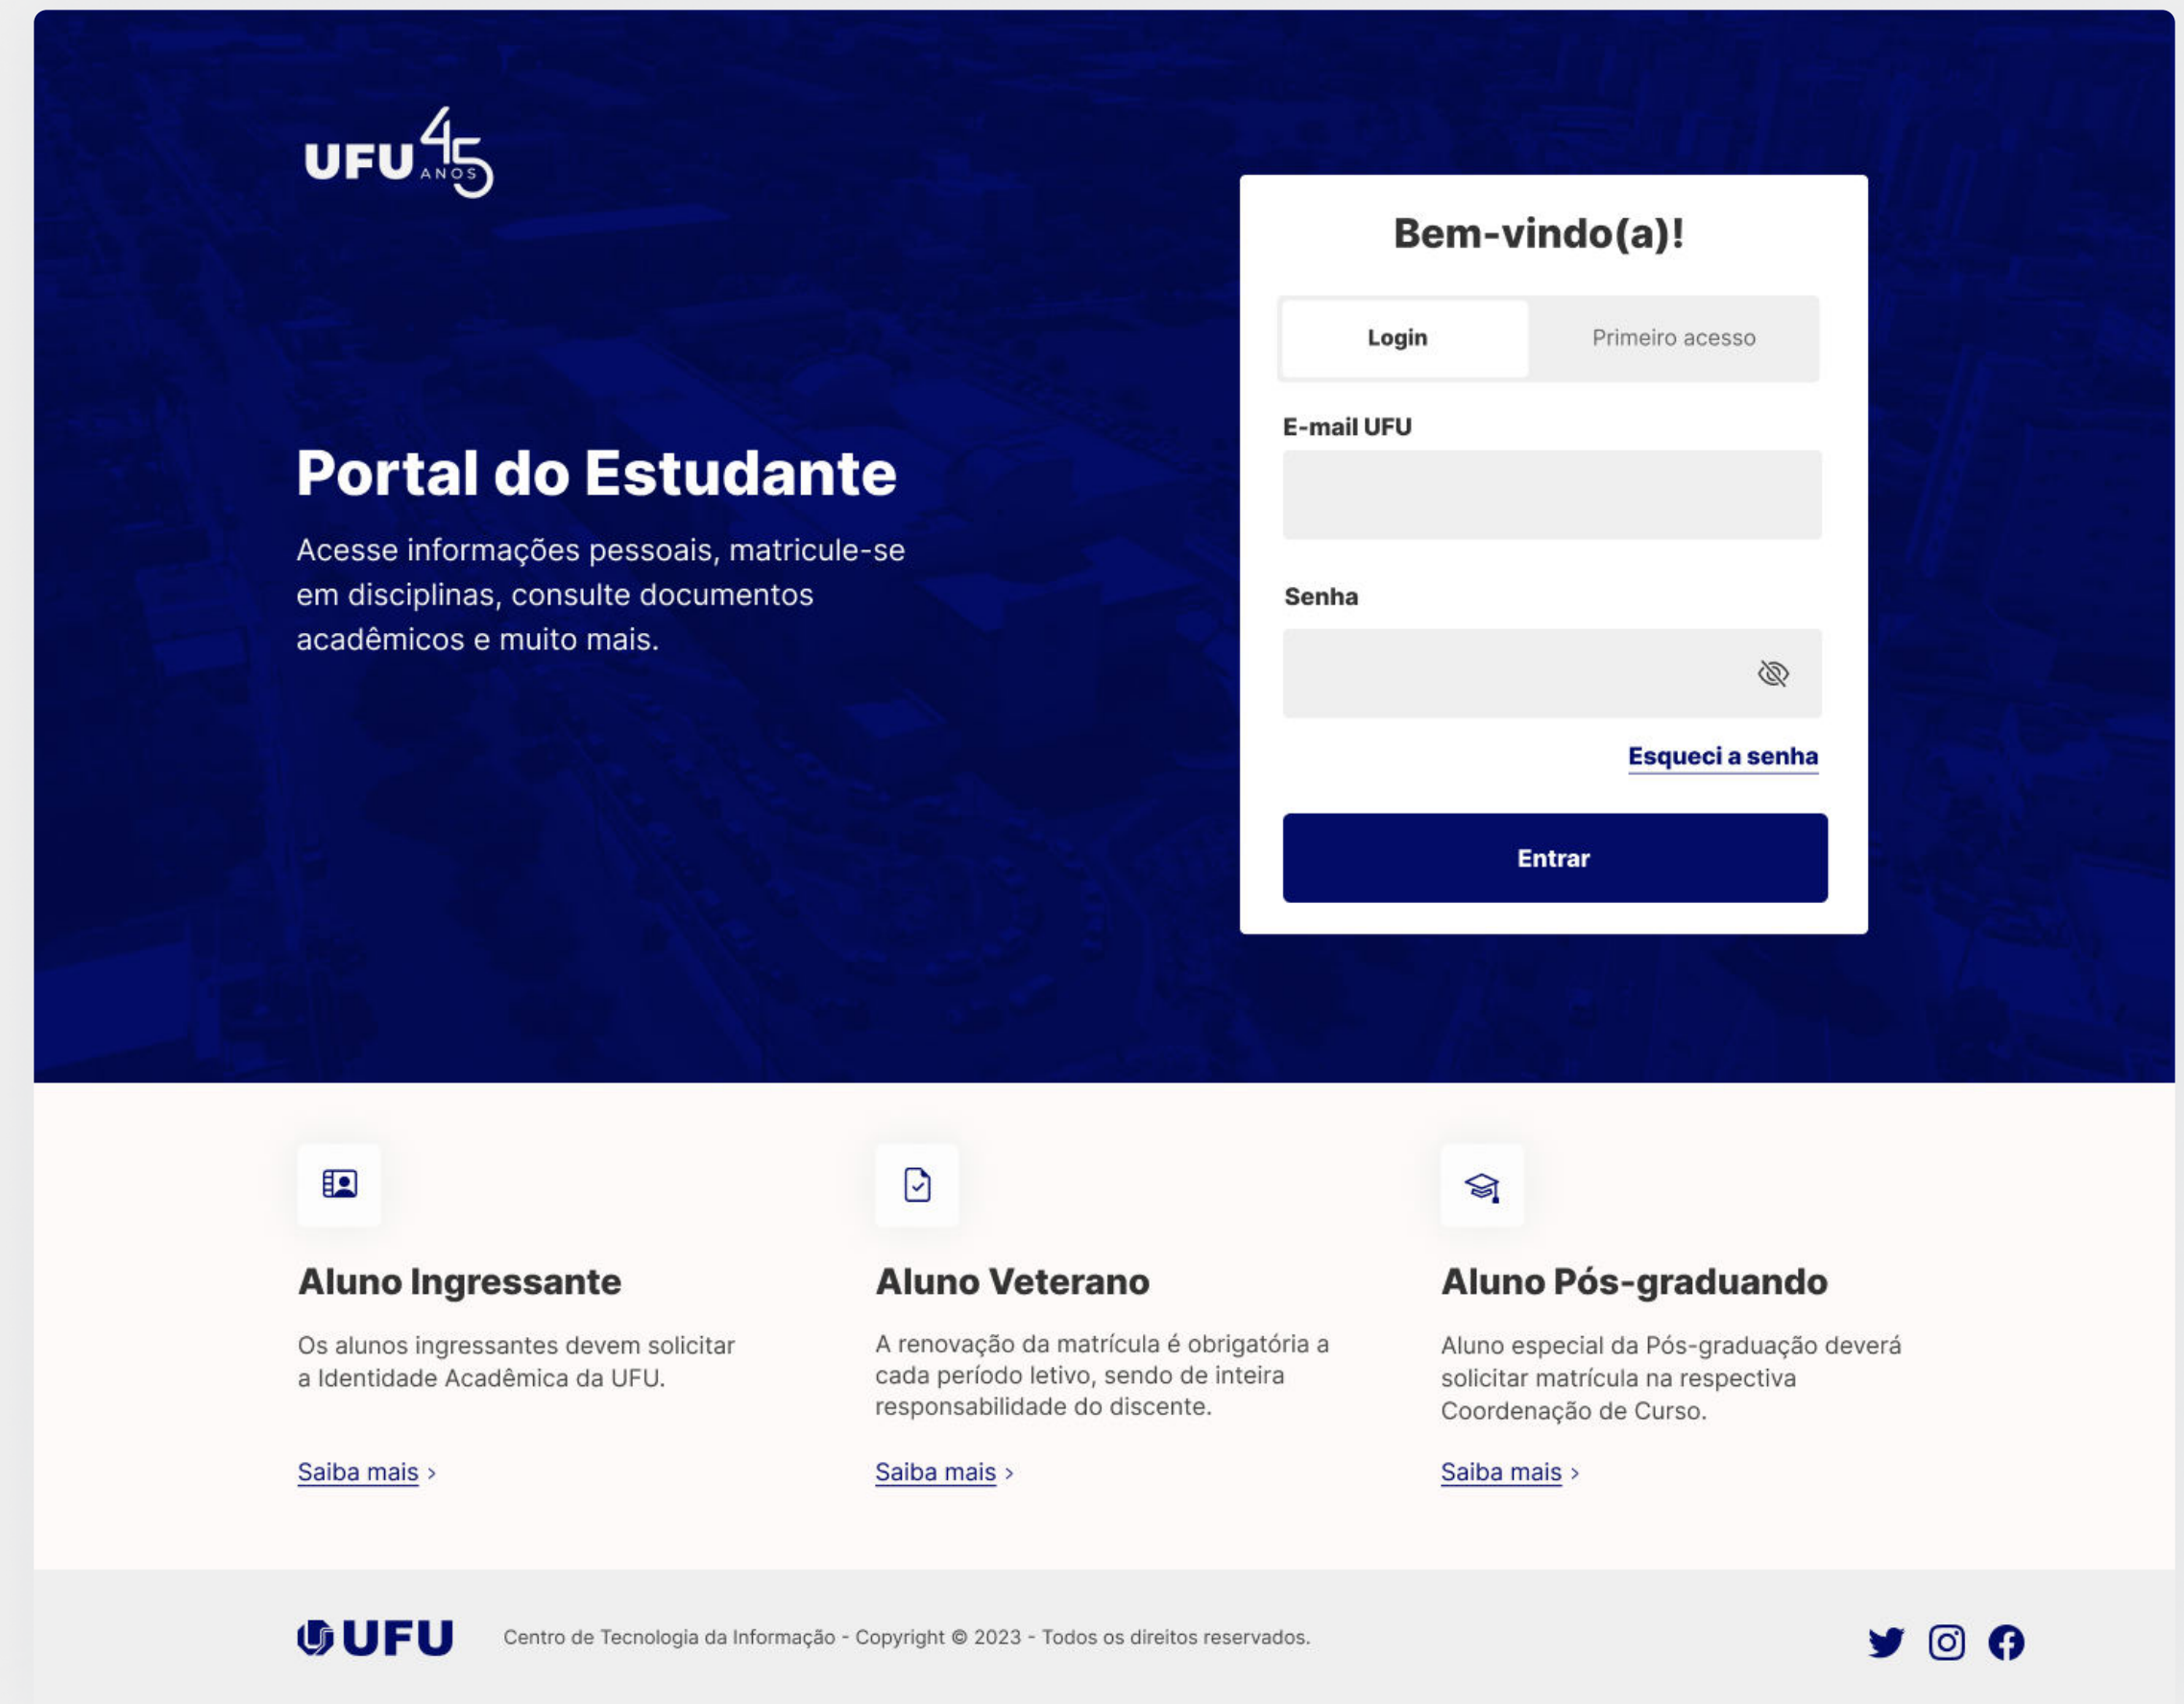 UFU 45
ANOS
Portal do Estudante
Acesse informações pessoais, matricule-se
em disciplinas, consulte documentos
acadêmicos e muito mais.
Bem-vindo(a)!
Login
Primeiro acesso
E-mail UFU
Senha
Esqueci a senha
Entrar
Aluno Ingressante
Os alunos ingressantes devem solicitar
a Identidade Acadêmica da UFU.
Saiba mais >
Aluno Veterano
A renovação da matrícula é obrigatória a
cada período letivo, sendo de inteira
responsabilidade do discente.
Saiba mais >
Aluno Pós-graduando
Aluno especial da Pós-graduação deverá
solicitar matrícula na respectiva
Coordenação de Curso.
Saiba mais >
UFU
Centro de Tecnologia da Informação - Copyright © 2023 - Todos os direitos reservados.